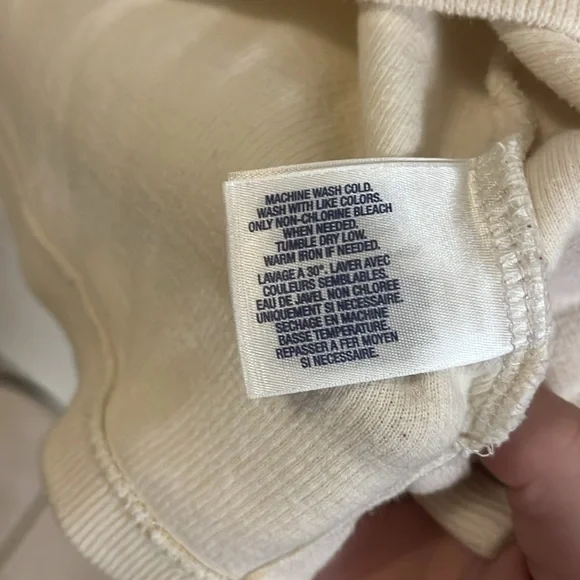 MACHINE WASH COLD.
WASH WITH LIKE COLORS.
ONLY NON-CHLORINE BLEACH
WHEN NEEDED.
TUMBLE DRY LOW.
WARM IRON IF NEEDED.
LAVAGE À 30°. LAVER AVEC
COULEURS SEMBLABLES.
EAU DE JAVEL NON CHLOREE
UNIQUEMENT SI NECESSAIRE.
SECHAGE EN MACHINE
BASSE TEMPERATURE.
REPASSER A FER MOYEN
SI NECESSAIRE.